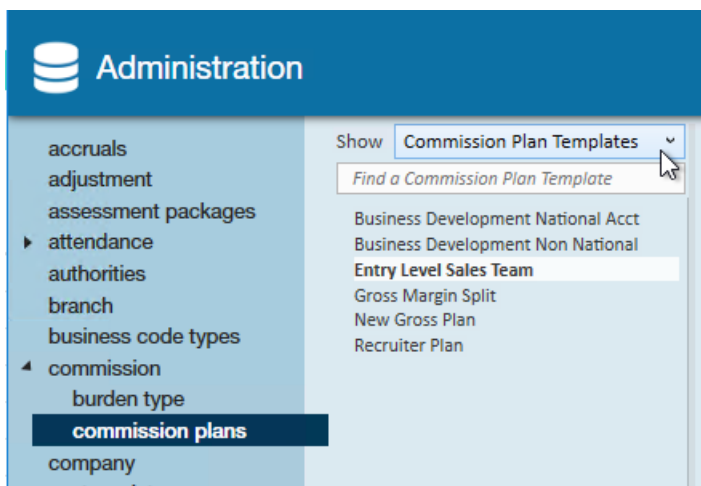 Administration
accruals
adjustment
assessment packages
attendance
authorities
branch
business code types
commission
burden type
commission plans
company
Show Commission Plan Templates
Find a Commission Plan Template
Business Development National Acct
Business Development Non National
Entry Level Sales Team
Gross Margin Split
New Gross Plan
Recruiter Plan